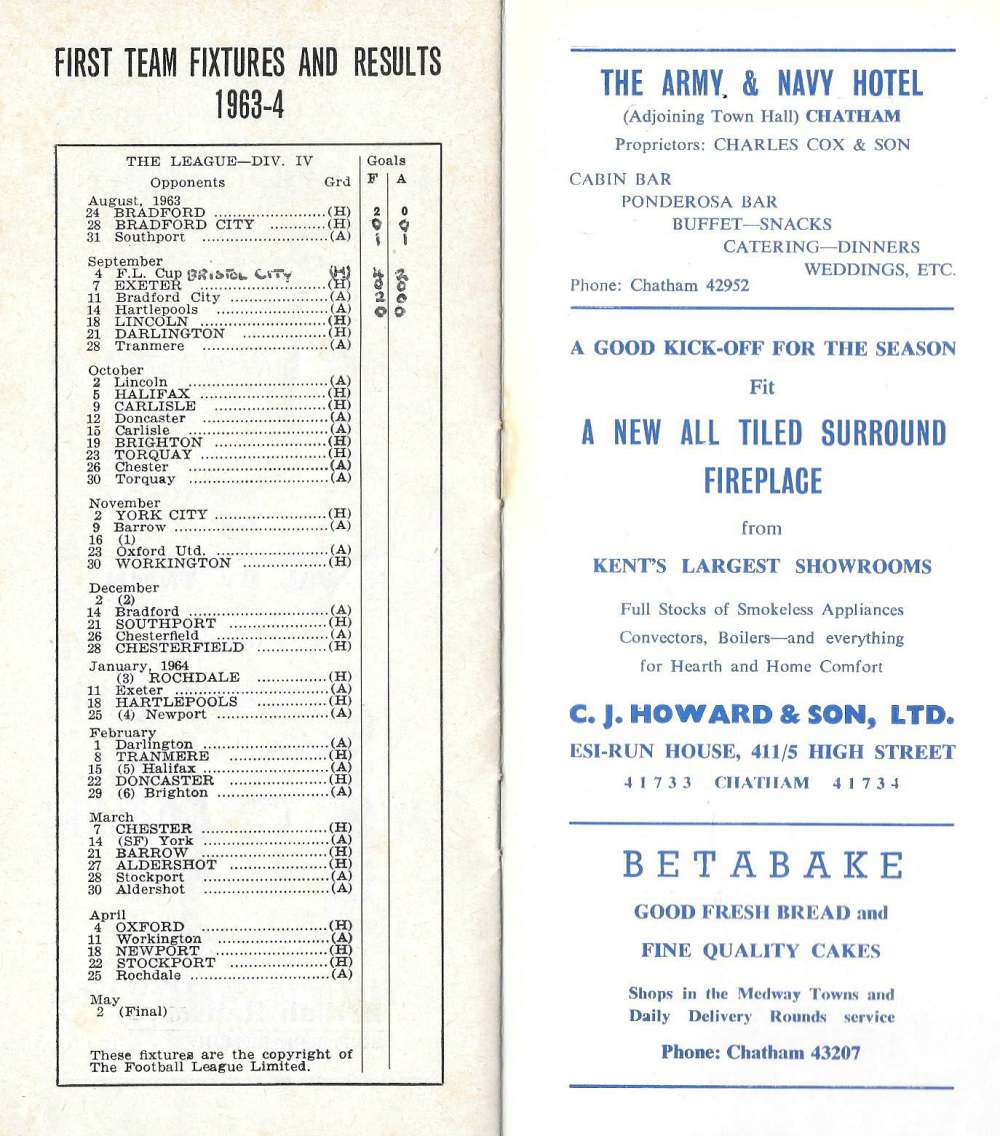 FIRST TEAM FIXTURES AND RESULTS
1963-4
THE LEAGUE—DIV. IV Goals
Opponents Grd F A
August, 1963
24 BRADFORD ........................(H) 2 0
28 BRADFORD CITY ............(H) 0 0
31 Southport ...........................(A) 1 1
September
4 F.L. Cup BRISTOL CITY (H) 4 2
7 EXETER ...........................(H) 0 0
11 Bradford City .....................(A) 2 0
14 Hartlepools ........................(A) 0 0
18 LINCOLN ...........................(H)
21 DARLINGTON ..................(H)
28 Tranmere ...........................(A)
October
2 Lincoln ..............................(A)
5 HALIFAX ...........................(H)
9 CARLISLE ........................(H)
12 Doncaster ...........................(A)
15 Carlisle ..............................(A)
19 BRIGHTON ........................(H)
23 TORQUAY ...........................(H)
26 Chester ..............................(A)
30 Torquay ..............................(A)
November
2 YORK CITY ........................(H)
9 Barrow .................................(A)
16 (1)
23 Oxford Utd. ........................(A)
30 WORKINGTON ..................(H)
December
2 (2)
14 Bradford ..............................(A)
21 SOUTHPORT .....................(H)
26 Chesterfield ........................(A)
28 CHESTERFIELD ...............(H)
January, 1964
(3) ROCHDALE ...............(H)
11 Exeter .................................(A)
18 HARTLEPOOLS ...............(H)
25 (4) Newport ........................(A)
February
1 Darlington ...........................(A)
8 TRANMERE .....................(H)
15 (5) Halifax ...........................(A)
22 DONCASTER .....................(H)
29 (6) Brighton ........................(A)
March
7 CHESTER ...........................(H)
14 (SF) York ...........................(A)
21 BARROW ...........................(H)
27 ALDERSHOT .....................(H)
28 Stockport ...........................(A)
30 Aldershot ...........................(A)
April
4 OXFORD ...........................(H)
11 Workington ........................(A)
18 NEWPORT ........................(H)
22 STOCKPORT .....................(H)
25 Rochdale ..............................(A)
May
2 (Final)
These fixtures are the copyright of
The Football League Limited.
THE ARMY & NAVY HOTEL
(Adjoining Town Hall) CHATHAM
Proprietors: CHARLES COX & SON
CABIN BAR
PONDEROSA BAR
BUFFET—SNACKS
CATERING—DINNERS
WEDDINGS, ETC.
Phone: Chatham 42952
A GOOD KICK-OFF FOR THE SEASON
Fit
A NEW ALL TILED SURROUND
FIREPLACE
from
KENT'S LARGEST SHOWROOMS
Full Stocks of Smokeless Appliances
Convectors, Boilers—and everything
for Hearth and Home Comfort
C. J. HOWARD & SON, LTD.
ESI-RUN HOUSE, 411/5 HIGH STREET
41733 CHATHAM 41734
BETABAKE
GOOD FRESH BREAD and
FINE QUALITY CAKES
Shops in the Medway Towns and
Daily Delivery Rounds service
Phone: Chatham 43207